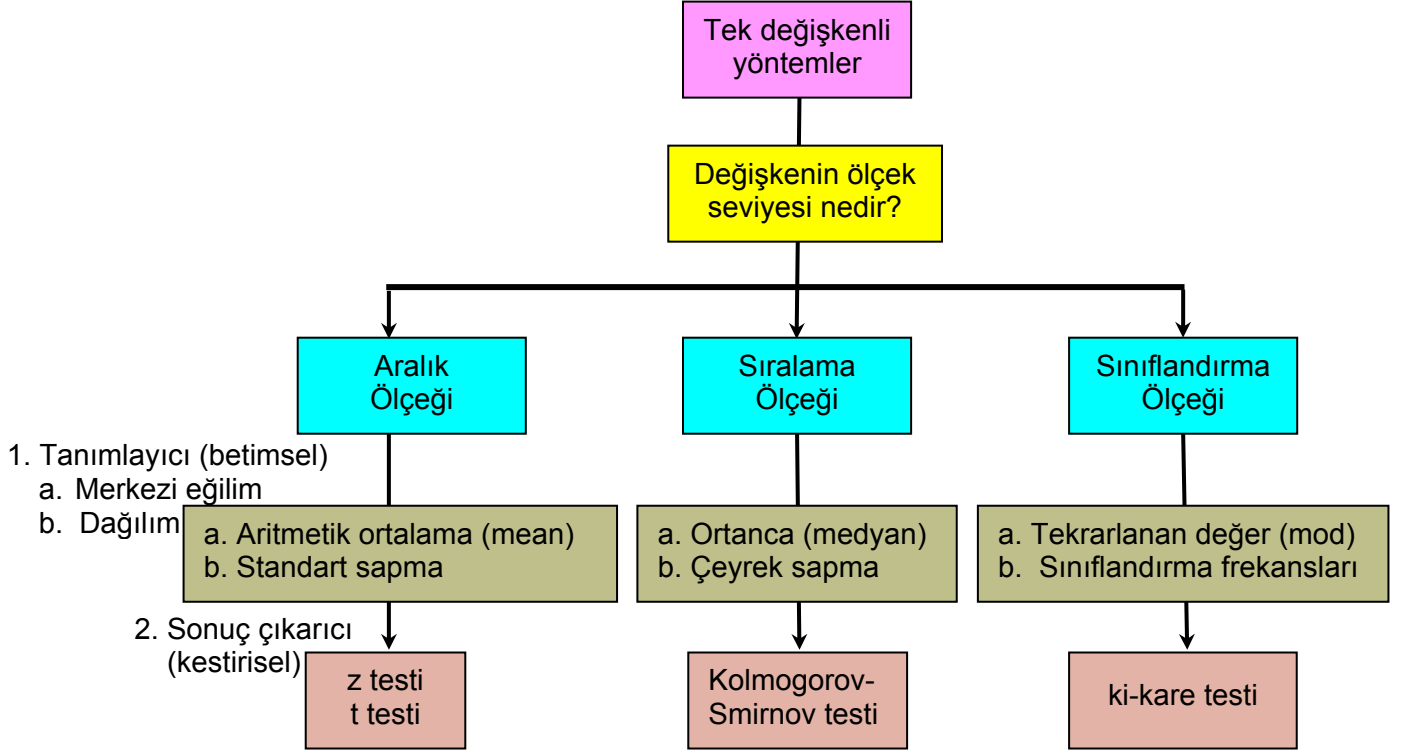 Tek değişkenli
yöntemler
Değişkenin ölçek
seviyesi nedir?
Aralık
Ölçeği
Sıralama
Ölçeği
Sınıflandırma
Ölçeği
1. Tanımlayıcı (betimsel)
a. Merkezi eğilim
b. Dağılım
a. Aritmetik ortalama (mean)
b. Standart sapma
a. Ortanca (medyan)
b. Çeyrek sapma
a. Tekrarlanan değer (mod)
b. Sınıflandırma frekansları
2. Sonuç çıkarıcı
(kestirisel)
z testi
t testi
Kolmogorov-
Smirnov testi
ki-kare testi